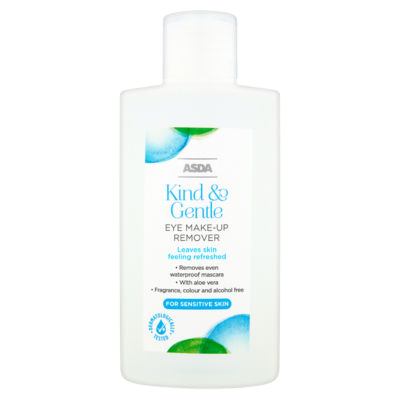 ASDA
Kind &
Gentle
EYE MAKE-UP
REMOVER
Leaves skin
feeling refreshed
• Removes even
waterproof mascara
• With aloe vera
• Fragrance, colour and alcohol free
FOR SENSITIVE SKIN
DERMATOLOGICALLY
TESTED